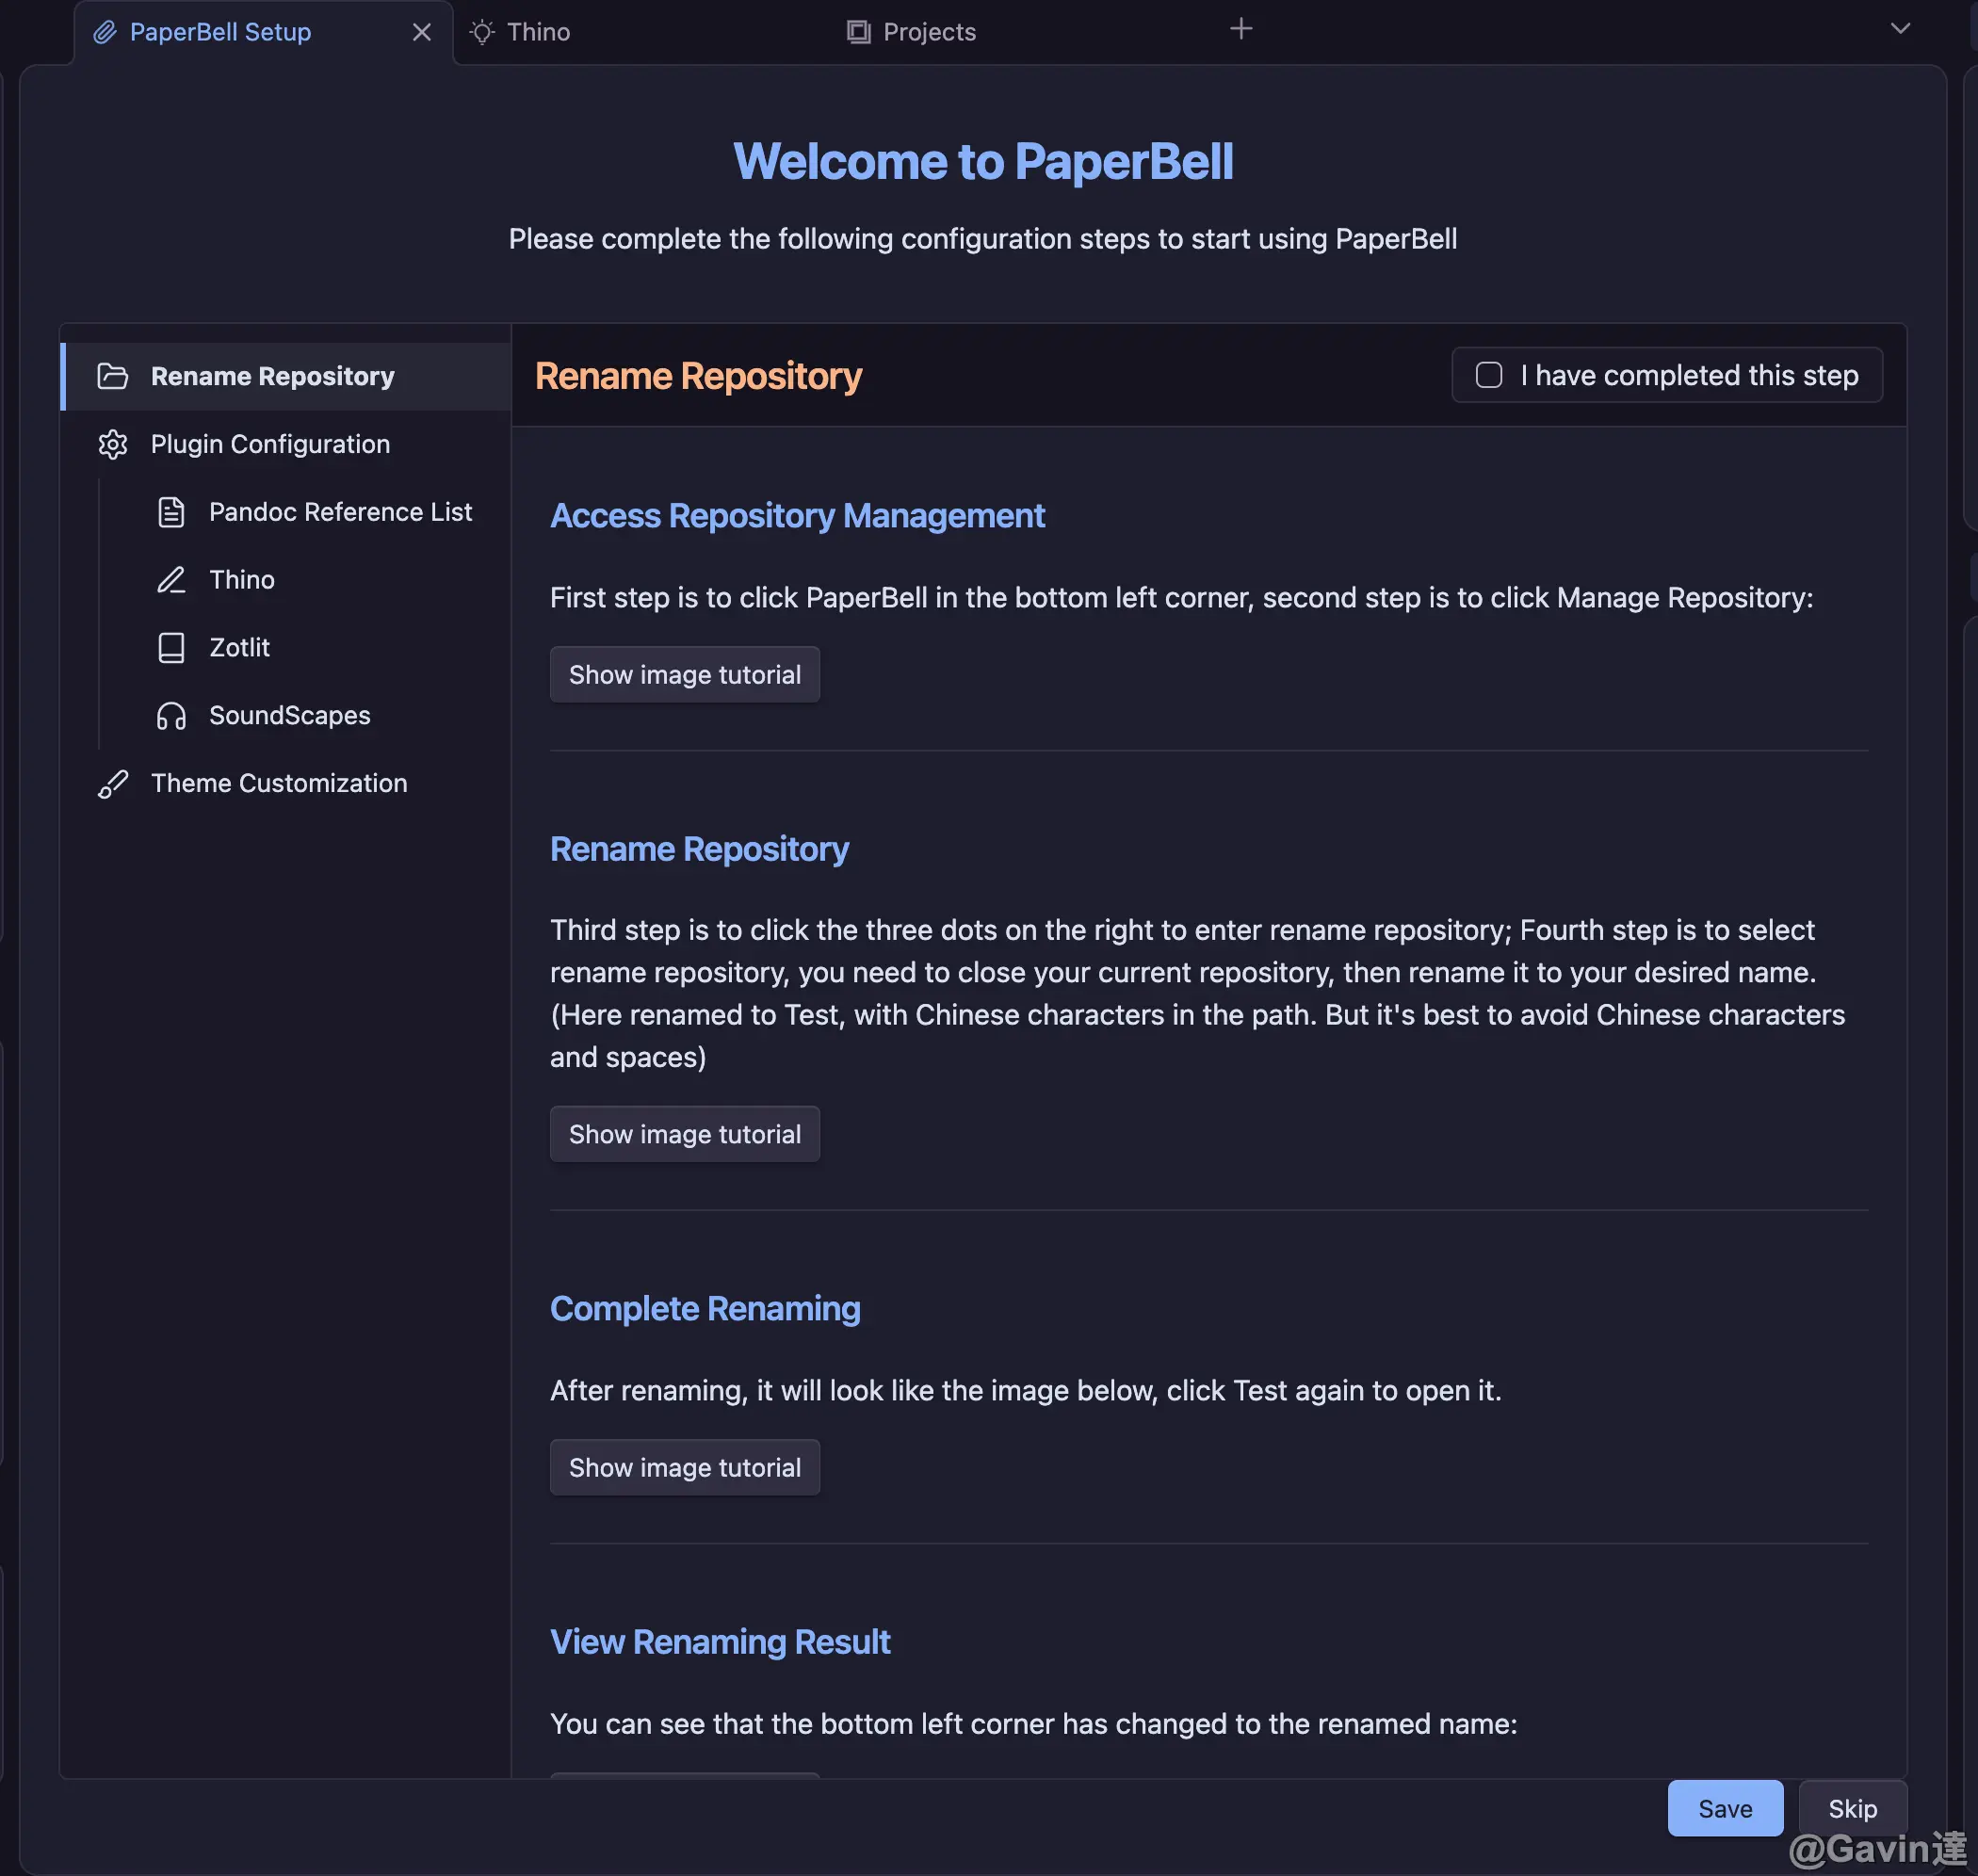 PaperBell Setup
Thino
Projects
Welcome to PaperBell
Please complete the following configuration steps to start using PaperBell
Rename Repository
Plugin Configuration
Pandoc Reference List
Thino
Zotlit
SoundScapes
Theme Customization
Rename Repository
I have completed this step
Access Repository Management
First step is to click PaperBell in the bottom left corner, second step is to click Manage Repository:
Show image tutorial
Rename Repository
Third step is to click the three dots on the right to enter rename repository; Fourth step is to select
rename repository, you need to close your current repository, then rename it to your desired name.
(Here renamed to Test, with Chinese characters in the path. But it's best to avoid Chinese characters
and spaces)
Show image tutorial
Complete Renaming
After renaming, it will look like the image below, click Test again to open it.
Show image tutorial
View Renaming Result
You can see that the bottom left corner has changed to the renamed name:
Save
Skip
@Gavin達